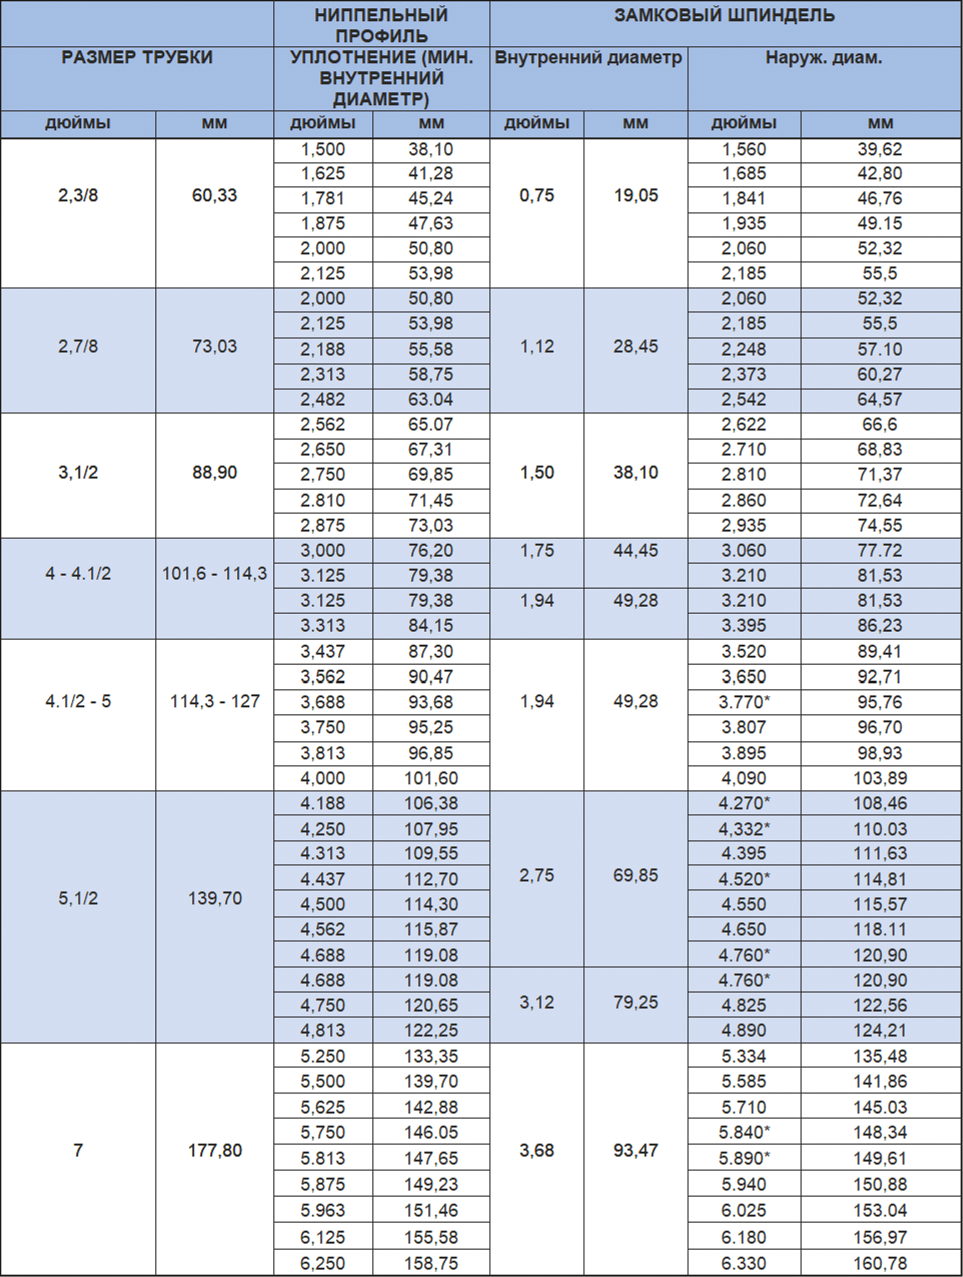 НИППЕЛЬНЫЙ ПРОФИЛЬ ЗАМКОВЫЙ ШПИНДЕЛЬ
РАЗМЕР ТРУБКИ УПЛОТНЕНИЕ (МИН. ВНУТРЕННИЙ ДИАМЕТР) Внутренний диаметр Наруж. диам.
дюймы мм дюймы мм дюймы мм дюймы мм
1,500 38,10 1,560 39,62
1,625 41,28 1,685 42,80
2,3/8 60,33 1,781 45,24 0,75 19,05 1,841 46,76
1,875 47,63 1,935 49.15
2,000 50,80 2,060 52,32
2,125 53,98 2,185 55,5
2,000 50,80 2,060 52,32
2,125 53,98 2,185 55,5
2,7/8 73,03 2,188 55,58 1,12 28,45 2,248 57.10
2,313 58,75 2,373 60,27
2,482 63.04 2,542 64,57
2,562 65.07 2,622 66,6
2,650 67,31 2.710 68,83
3,1/2 88,90 2,750 69,85 1,50 38,10 2.810 71,37
2.810 71,45 2.860 72,64
2,875 73,03 2,935 74,55
3,000 76,20 1,75 44,45 3.060 77.72
4 - 4.1/2 101,6 - 114,3 3.125 79,38 3.210 81,53
3.125 79,38 1,94 49,28 3.210 81,53
3.313 84,15 3.395 86,23
3,437 87,30 3.520 89,41
3,562 90,47 3,650 92,71
4.1/2 - 5 114,3 - 127 3,688 93,68 1,94 49,28 3.770* 95,76
3,750 95,25 3.807 96,70
3,813 96,85 3.895 98,93
4,000 101,60 4,090 103,89
4.188 106,38 4.270* 108,46
4,250 107,95 4,332* 110.03
4.313 109,55 4.395 111,63
4.437 112,70 2,75 69,85 4.520* 114,81
5,1/2 139,70 4,500 114,30 4.550 115,57
4,562 115,87 4.650 118.11
4.688 119.08 4.760* 120,90
4.688 119.08 4.760* 120,90
4,750 120,65 3,12 79,25 4.825 122,56
4,813 122,25 4.890 124,21
5.250 133,35 5.334 135,48
5,500 139,70 5.585 141,86
5,625 142,88 5.710 145.03
5,750 146.05 5.840* 148,34
7 177,80 5.813 147,65 3,68 93,47 5.890* 149,61
5,875 149,23 5.940 150,88
5.963 151,46 6.025 153.04
6,125 155,58 6.180 156,97
6,250 158,75 6.330 160,78